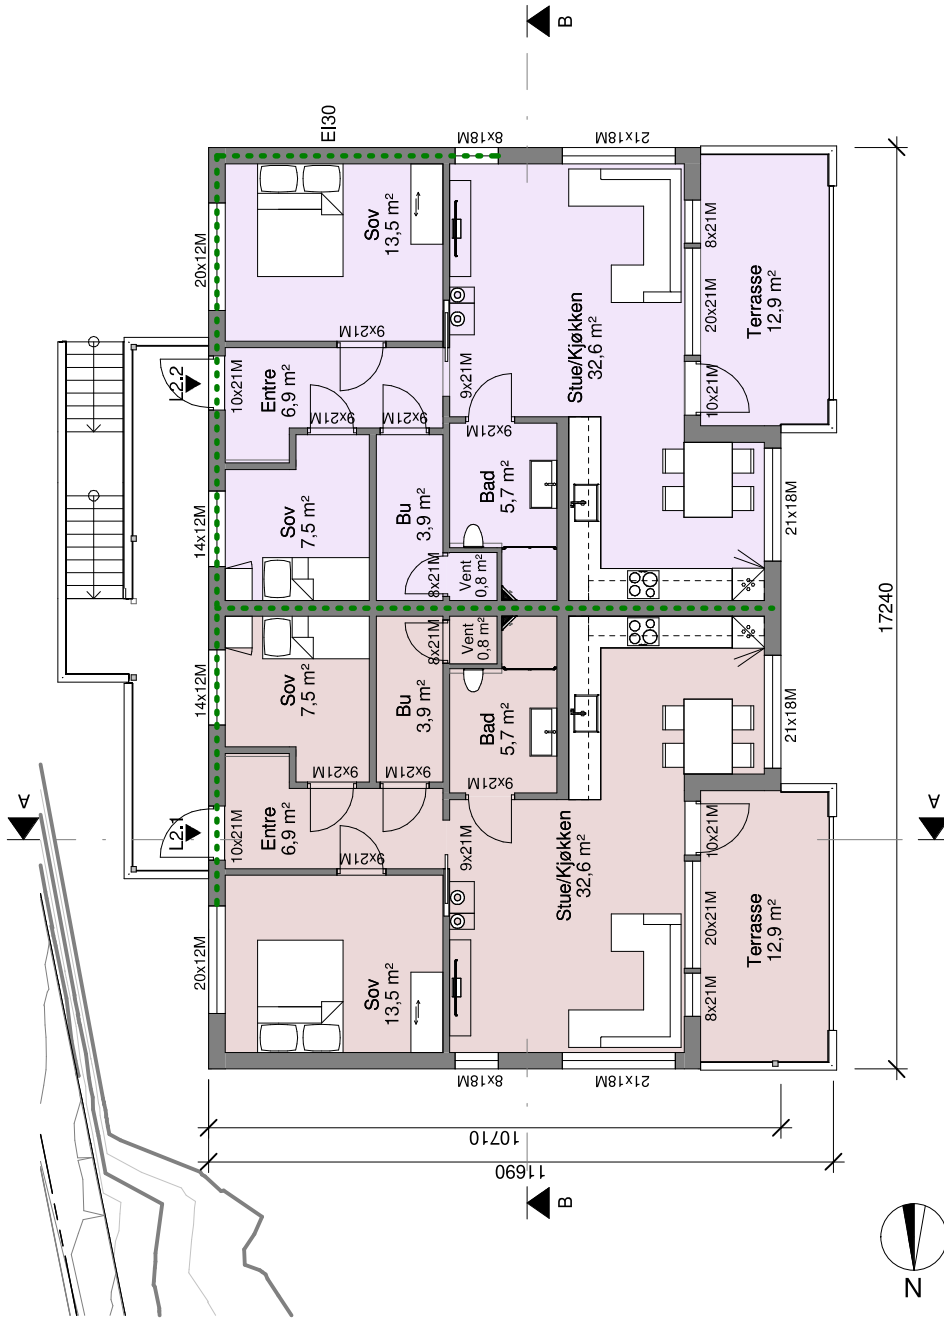 B
EI30
8x18M
21x18M
20x12M
Sov
13,5 m²
9x21M
L2.2
10x21M
Entre
6,9 m²
9x21M
9x21M
9x21M
9x21M
Stue/Kjøkken
32,6 m²
8x21M
20x21M
10x21M
Terrasse
12,9 m²
14x12M
Sov
7,5 m²
Bu
3,9 m²
8x21M
Bad
5,7 m²
Vent
0,8 m²
21x18M
17240
14x12M
Sov
7,5 m²
Bu
3,9 m²
8x21M
Vent
0,8 m²
Bad
5,7 m²
21x18M
A
A
L2.1
10x21M
Entre
6,9 m²
9x21M
9x21M
9x21M
9x21M
9x21M
Stue/Kjøkken
32,6 m²
10x21M
20x21M
8x21M
Terrasse
12,9 m²
20x12M
Sov
13,5 m²
8x18M
21x18M
10710
11690
B
N